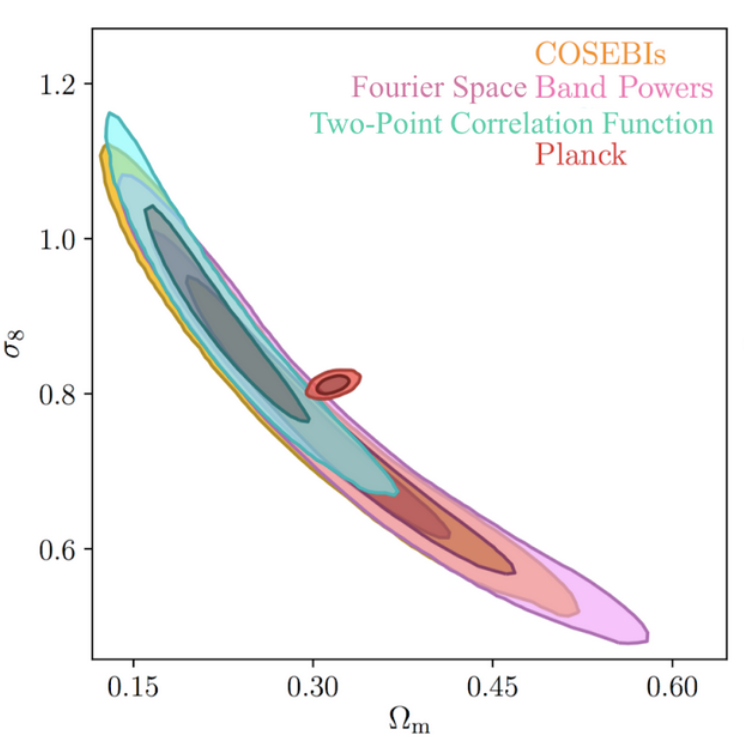 COSEBIs
Fourier Space Band Powers
Two-Point Correlation Function
Planck
1.2
1.0
0.8
0.6
σ₈
0.15 0.30 0.45 0.60
Ωₘ